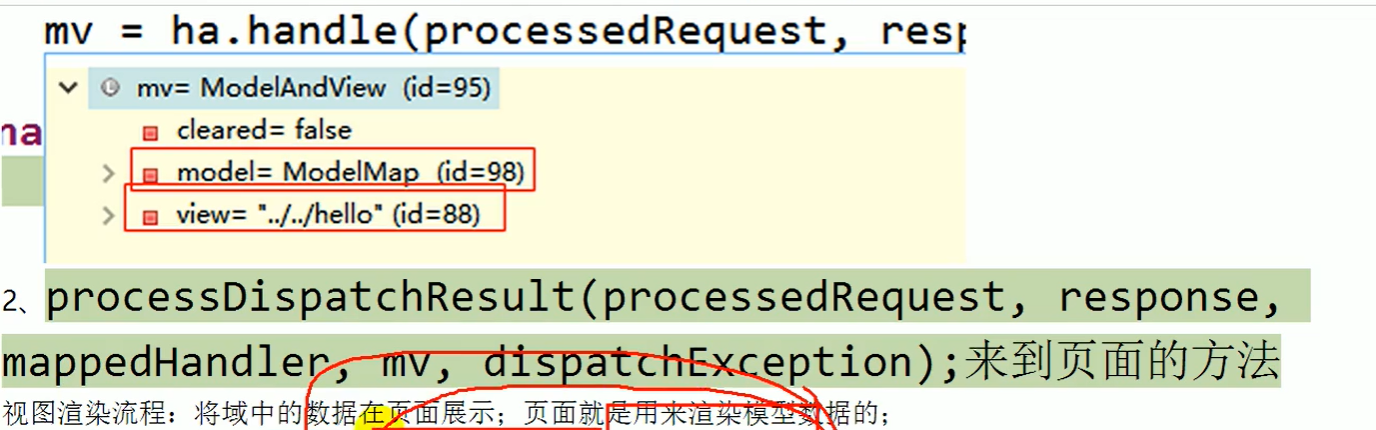 mv = ha.handle(processedRequest, resp
mv= ModelAndView (id=95)
cleared= false
na
model= ModelMap (id=98)
view= "../../hello" (id=88)
2、processDispatchResult(processedRequest, response,
mappedHandler, mv, dispatchException);来到页面的方法
视图渲染流程：将域中的数据在页面展示；页面就是用来渲染模型数据的；